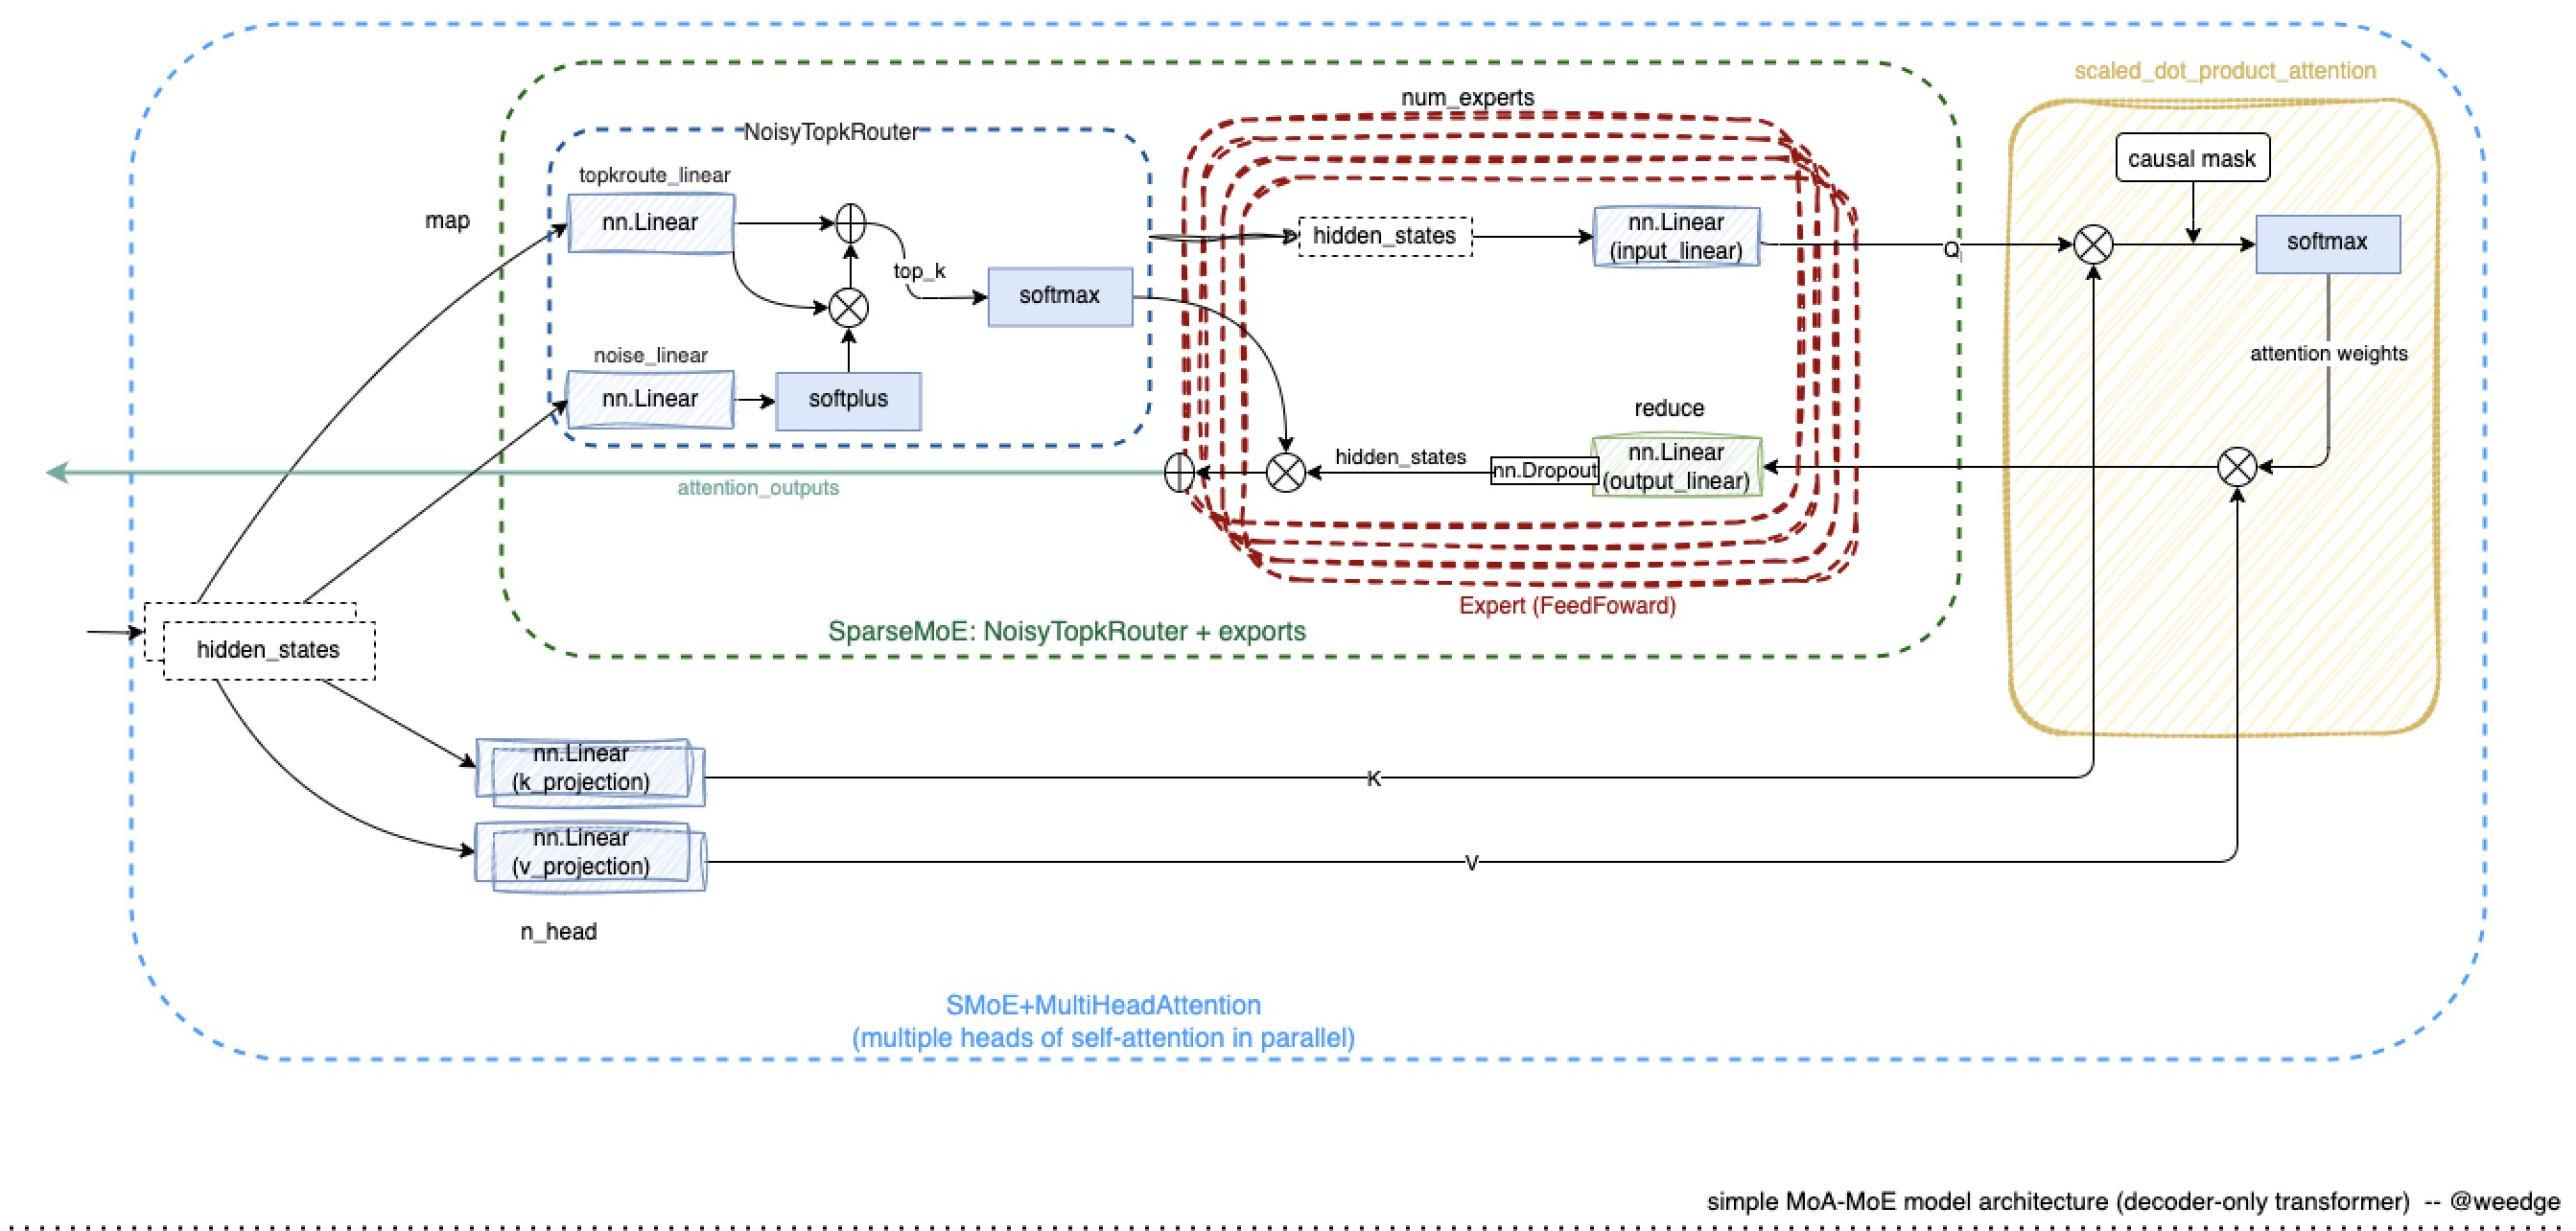 scaled_dot_product_attention
num_experts
NoisyTopkRouter
causal mask
topkroute_linear
map
nn.Linear
hidden_states
nn.Linear
(input_linear)
Q
softmax
top_k
softmax
noise_linear
nn.Linear
softplus
attention weights
reduce
hidden_states
nn.Dropout
nn.Linear
(output_linear)
attention_outputs
Expert (FeedFoward)
SparseMoE: NoisyTopkRouter + exports
hidden_states
nn.Linear
(k_projection)
K
nn.Linear
(v_projection)
V
n_head
SMoE+MultiHeadAttention
(multiple heads of self-attention in parallel)
simple MoA-MoE model architecture (decoder-only transformer) -- @weedge